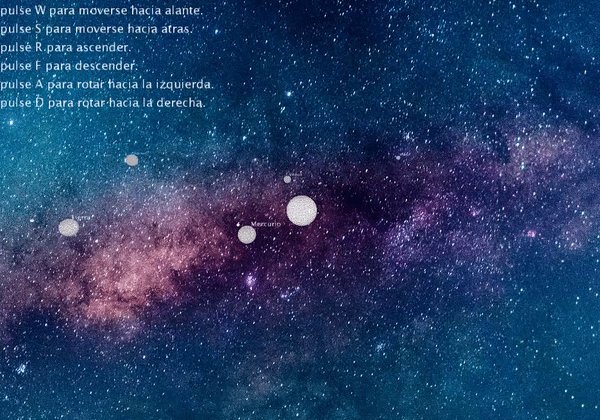 pulse W para moverse hacia alante.
pulse S para moverse hacia atras.
pulse R para ascender.
pulse F para descender.
pulse A para rotar hacia la izquierda.
pulse D para rotar hacia la derecha.
Mercurio